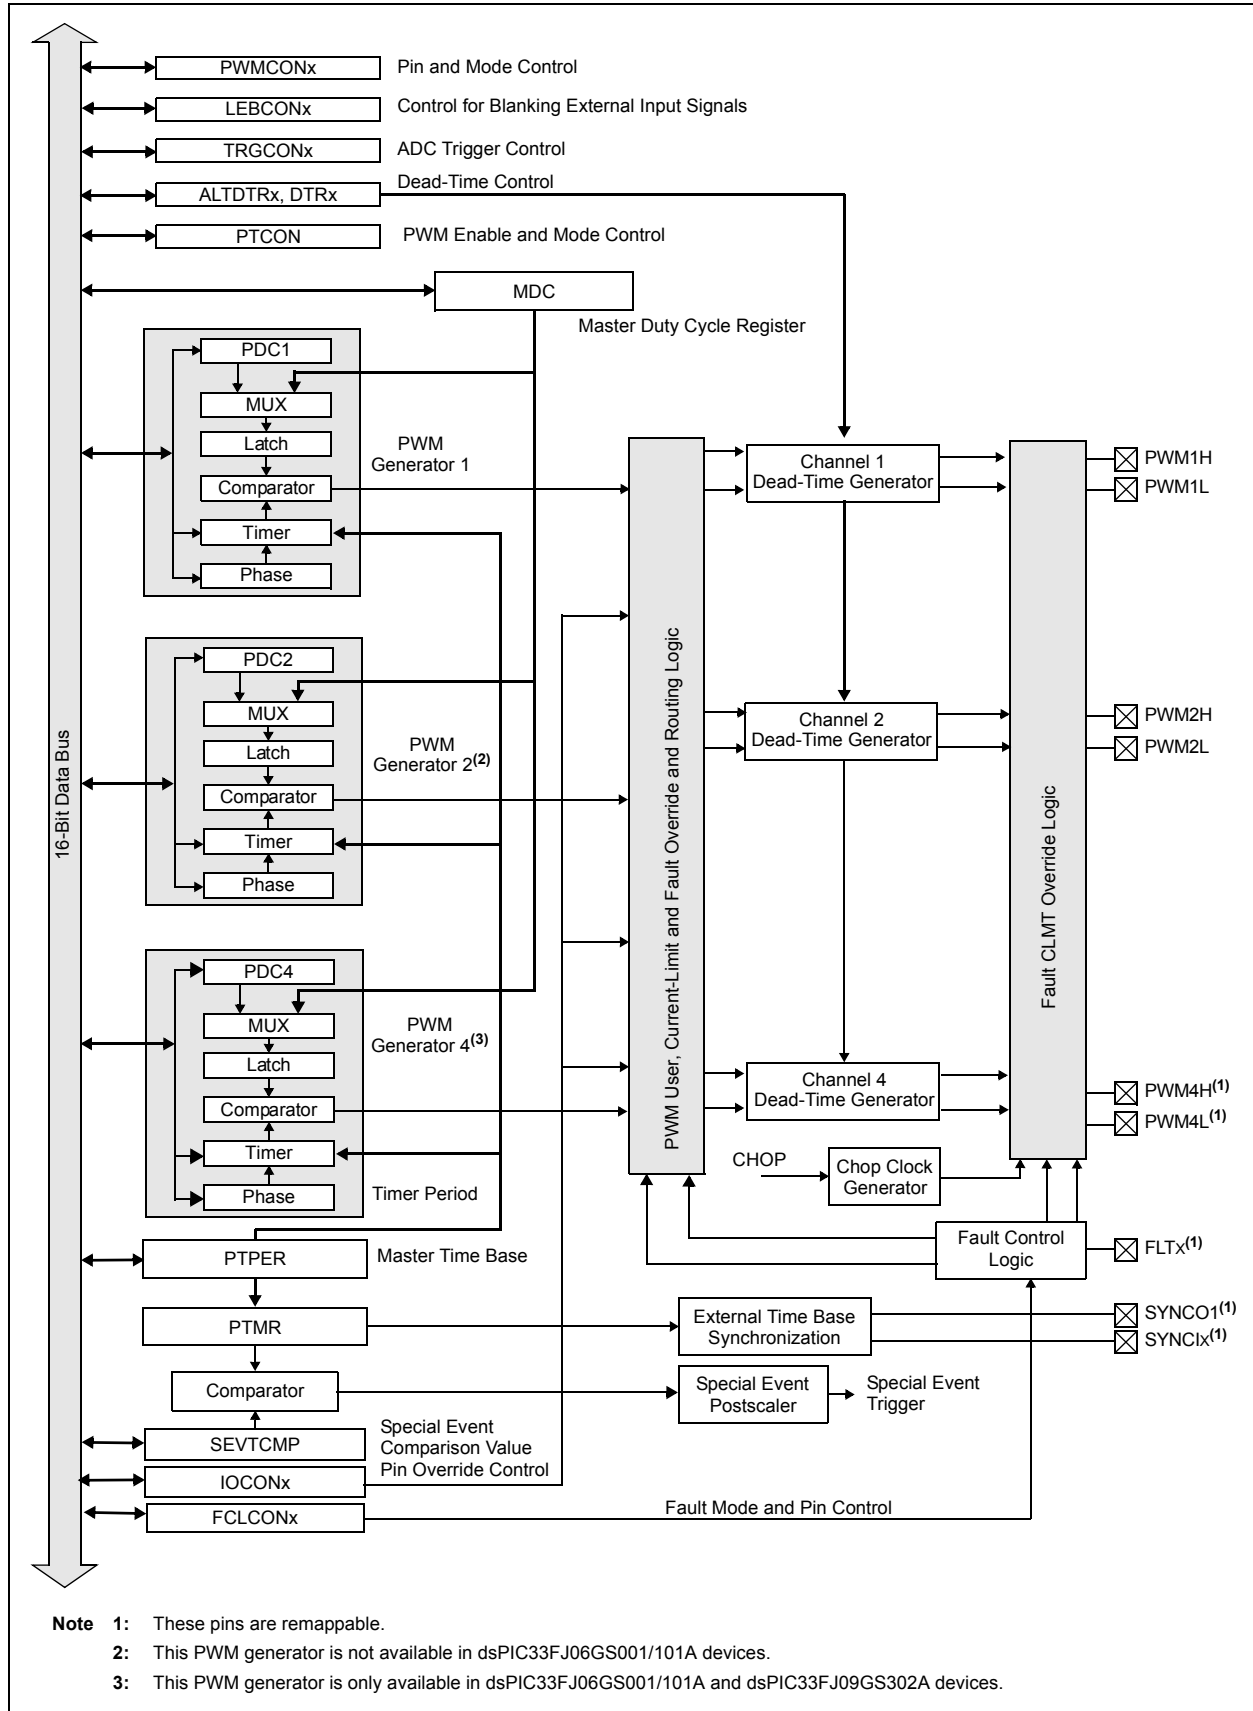 PWMCONx Pin and Mode Control
LEBCONx Control for Blanking External Input Signals
TRGCONx ADC Trigger Control
Dead-Time Control
ALTDTRx, DTRx
PTCON PWM Enable and Mode Control
MDC
Master Duty Cycle Register
16-Bit Data Bus
PDC1
MUX
Latch
PWM
Generator 1
Comparator
Timer
Phase
PDC2
MUX
Latch
PWM
Generator 2(2)
Comparator
Timer
Phase
PDC4
MUX
Latch
PWM
Generator 4(3)
Comparator
Timer
Phase
Timer Period
PWM User, Current-Limit and Fault Override and Routing Logic
Channel 1
Dead-Time Generator
Channel 2
Dead-Time Generator
Channel 4
Dead-Time Generator
Fault CLMT Override Logic
PWM1H
PWM1L
PWM2H
PWM2L
PWM4H(1)
PWM4L(1)
CHOP
Chop Clock
Generator
Fault Control
Logic
FLTx(1)
PTPER
Master Time Base
PTMR
External Time Base
Synchronization
SYNCO1(1)
SYNCIx(1)
Comparator
Special Event
Postscaler
Special Event
Trigger
SEVTCMP
Special Event
Comparison Value
Pin Override Control
IOCONx
FCLCONx
Fault Mode and Pin Control
Note 1: These pins are remappable.
2: This PWM generator is not available in dsPIC33FJ06GS001/101A devices.
3: This PWM generator is only available in dsPIC33FJ06GS001/101A and dsPIC33FJ09GS302A devices.